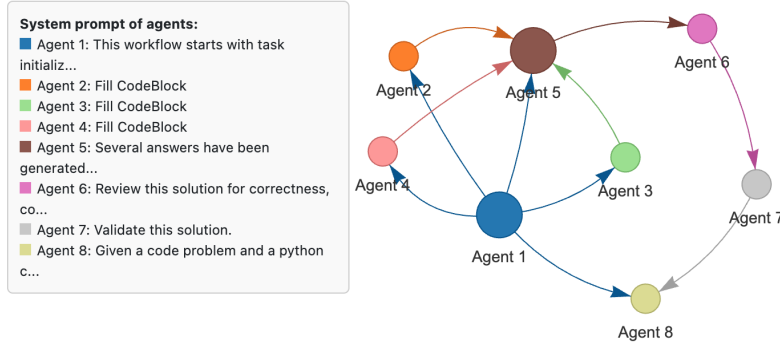 System prompt of agents:
Agent 1: This workflow starts with task
initializ...
Agent 2: Fill CodeBlock
Agent 3: Fill CodeBlock
Agent 4: Fill CodeBlock
Agent 5: Several answers have been
generated...
Agent 6: Review this solution for correctness,
co...
Agent 7: Validate this solution.
Agent 8: Given a code problem and a python
c...
Agent 2
Agent 5
Agent 6
Agent 4
Agent 3
Agent 7
Agent 1
Agent 8